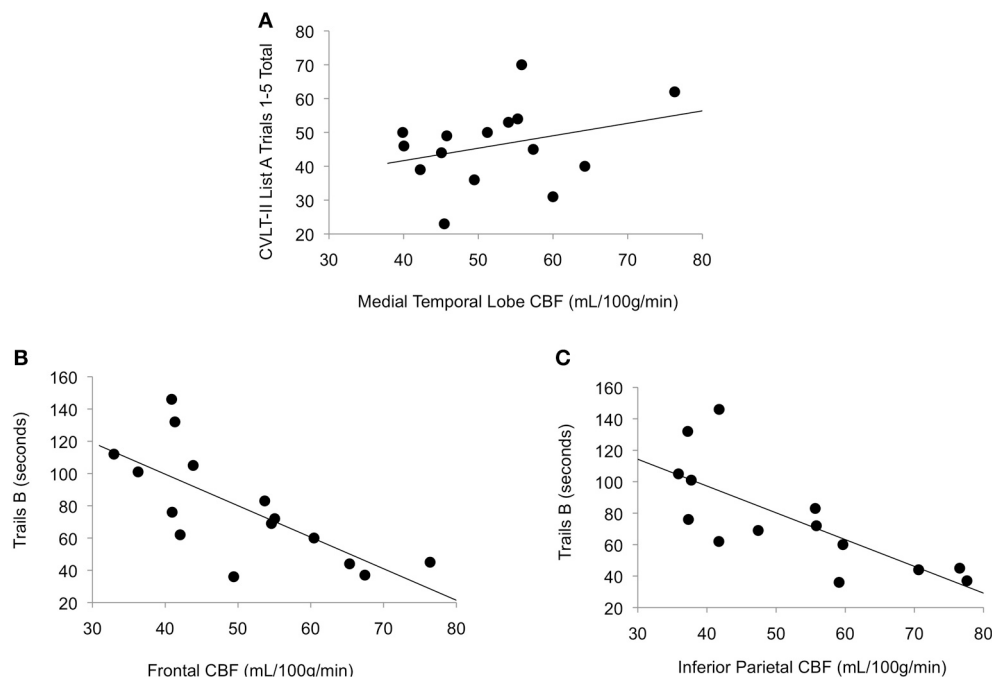 A
80
70
60
50
40
30
20
CVLT-II List A Trials 1-5 Total
30 40 50 60 70 80
Medial Temporal Lobe CBF (mL/100g/min)
B
160
140
120
100
80
60
40
20
Trails B (seconds)
30 40 50 60 70 80
Frontal CBF (mL/100g/min)
C
160
140
120
100
80
60
40
20
Trails B (seconds)
30 40 50 60 70 80
Inferior Parietal CBF (mL/100g/min)